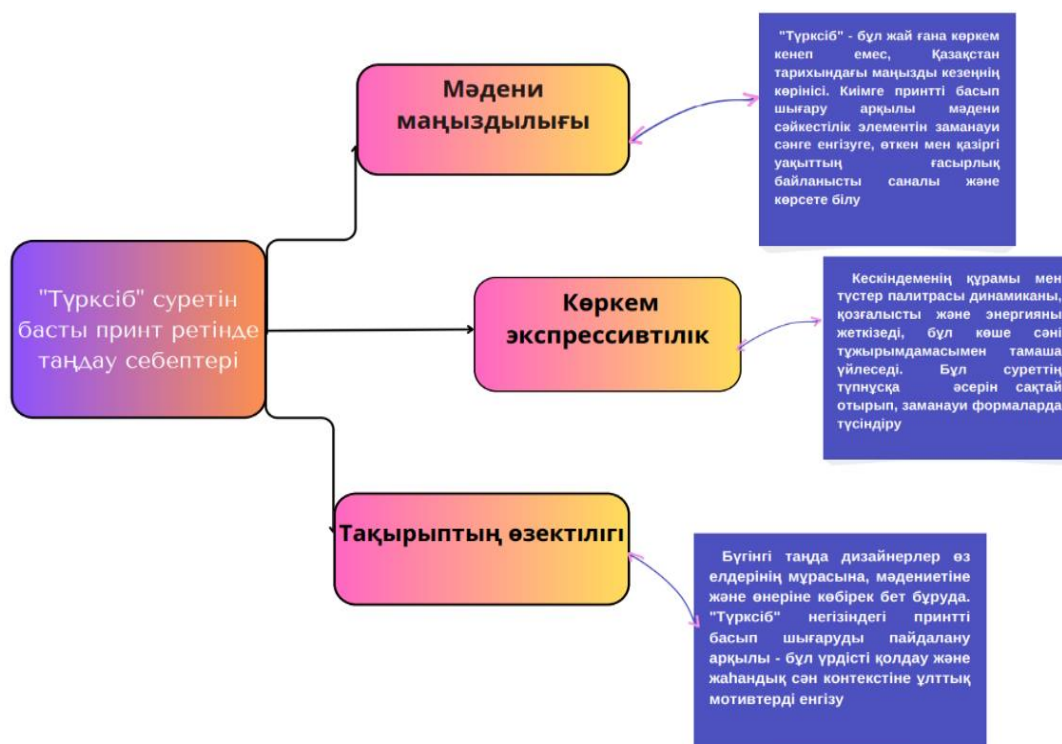 "Түрксіб" суретін
басты принт ретінде
таңдау себептері
Мәдени
маңыздылығы
"Түрксіб" - бұл жай ғана көркем
кенеп емес, Қазақстан
тарихындағы маңызды кезеңнің
көрінісі. Киімге принтті басып
шығару арқылы мәдени
сәйкестілік элементін заманауи
сәнге енгізуге, өткен мен қазіргі
уақыттың ғасырлық
байланысты саналы және
көрсете білу
Көркем
экспрессивтілік
Кескіндеменің құрамы мен
түстер палитрасы динамиканы,
қозғалысты және энергияны
жеткізеді, бұл көше сәні
тұжырымдамасымен тамаша
үйлеседі. Бұл суреттің
түпнұсқа әсерін сақтай
отырып, заманауи формаларда
түсіндіру
Тақырыптың өзектілігі
Бүгінгі таңда дизайнерлер өз
елдерінің мұрасына, мәдениетіне
және өнеріне көбірек бет бұруда.
"Түрксіб" негізіндегі принтті
басып шығаруды пайдалану
арқылы - бұл үрдісті қолдау және
жаһандық сән контекстіне ұлттық
мотивтерді енгізу